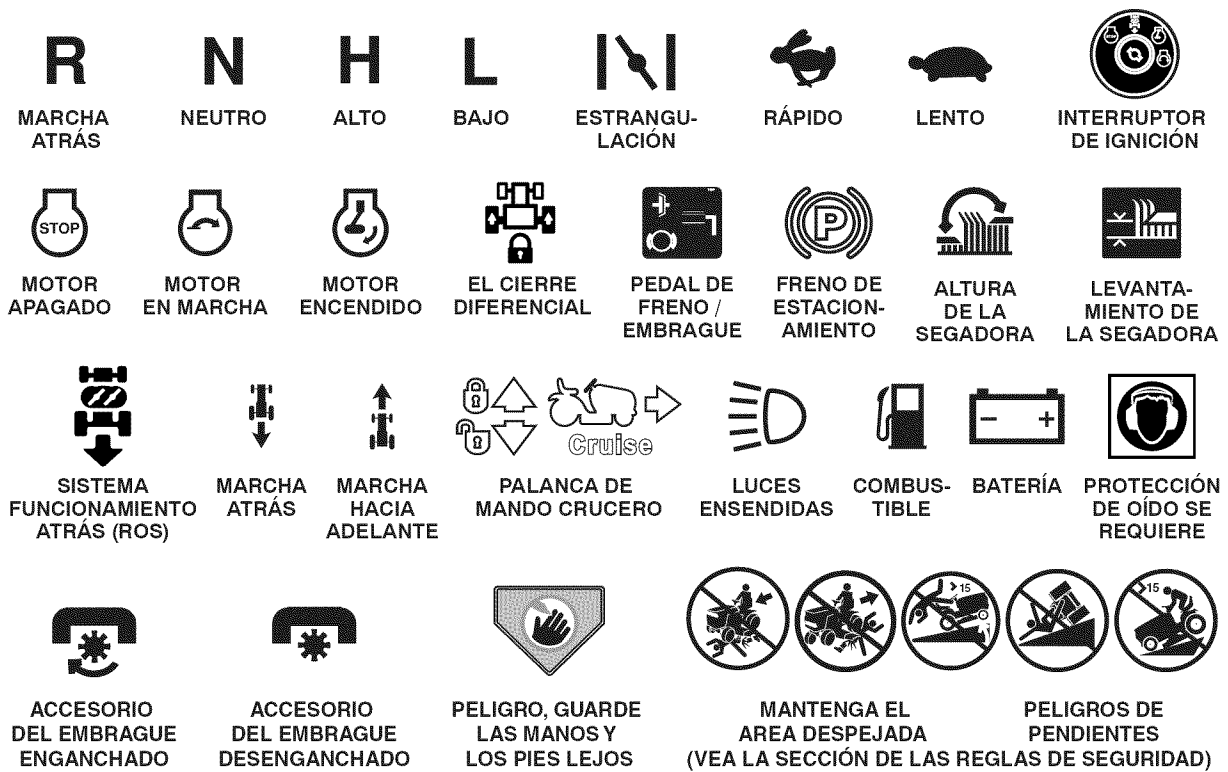 R N H L
MARCHA ATRÁS
NEUTRO
ALTO
BAJO
ESTRANGU-
LACIÓN
RÁPIDO
LENTO
STOP
INTERRUPTOR
DE IGNICIÓN
STOP
MOTOR
APAGADO
MOTOR
EN MARCHA
MOTOR
ENCENDIDO
EL CIERRE
DIFERENCIAL
PEDAL DE
FRENO /
EMBRAGUE
P
FRENO DE
ESTACION-
AMIENTO
ALTURA
DE LA
SEGADORA
LEVANTA-
MIENTO DE
LA SEGADORA
SISTEMA
FUNCIONAMIENTO
ATRÁS (ROS)
MARCHA
ATRÁS
MARCHA
HACIA
ADELANTE
Cruise
PALANCA DE
MANDO CRUCERO
LUCES
ENSENDIDAS
COMBUS-
TIBLE
- +
BATERÍA
PROTECCIÓN
DE OÍDO SE
REQUIERE
ACCESORIO
DEL EMBRAGUE
ENGANCHADO
ACCESORIO
DEL EMBRAGUE
DESENGANCHADO
PELIGRO, GUARDE
LAS MANOS Y
LOS PIES LEJOS
>15
>15
MANTENGA EL
AREA DESPEJADA
PELIGROS DE
PENDIENTES
(VEA LA SECCIÓN DE LAS REGLAS DE SEGURIDAD)